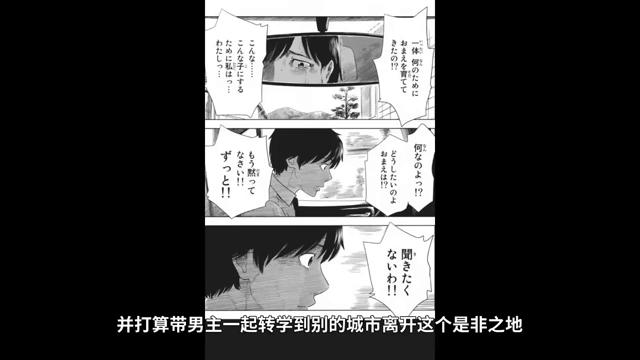 一体 何のために
おまえを育てて
きたの!?
こんな……
こんな子にする
ために私はっ…
わたしっ…
何なのよっ!?
どうしたいのよ
おまえは!?
もう黙って
なさい!!
ずっと!!
聞きたく
ないわ!!
并打算带男主一起转学到别的城市离开这个是非之地